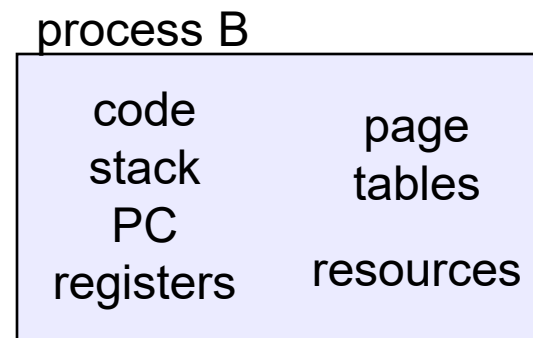 process B
code
stack
PC
registers
page
tables
resources